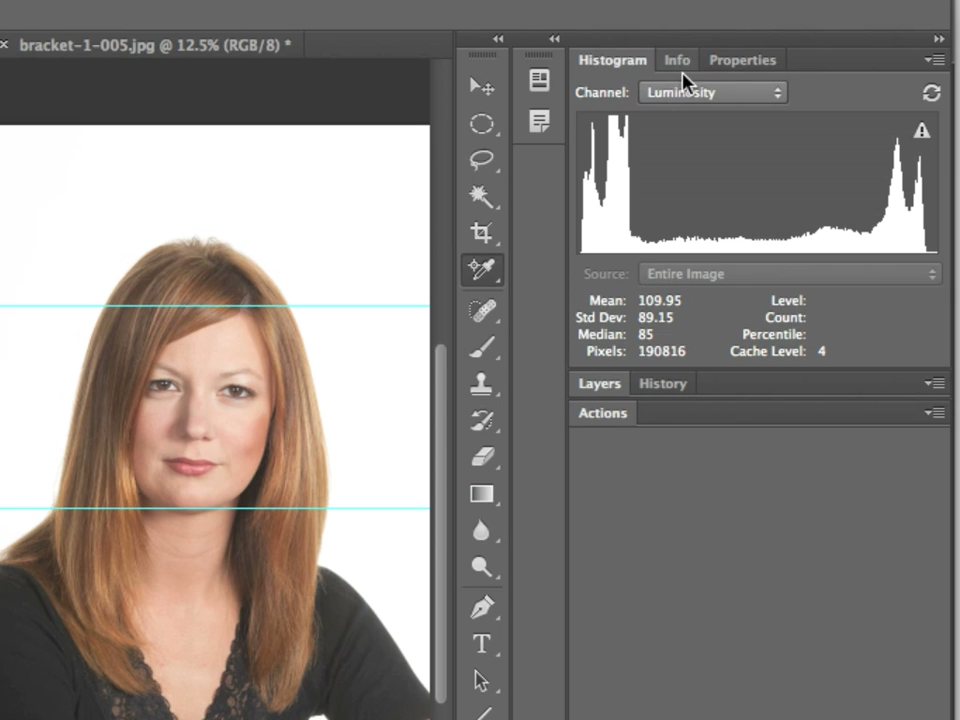 × bracket-1-005.jpg @ 12.5% (RGB/8) *
Histogram Info Properties
Channel: Luminosity
Source: Entire Image
Mean: 109.95 Level:
Std Dev: 89.15 Count:
Median: 85 Percentile:
Pixels: 190816 Cache Level: 4
Layers History
Actions
T